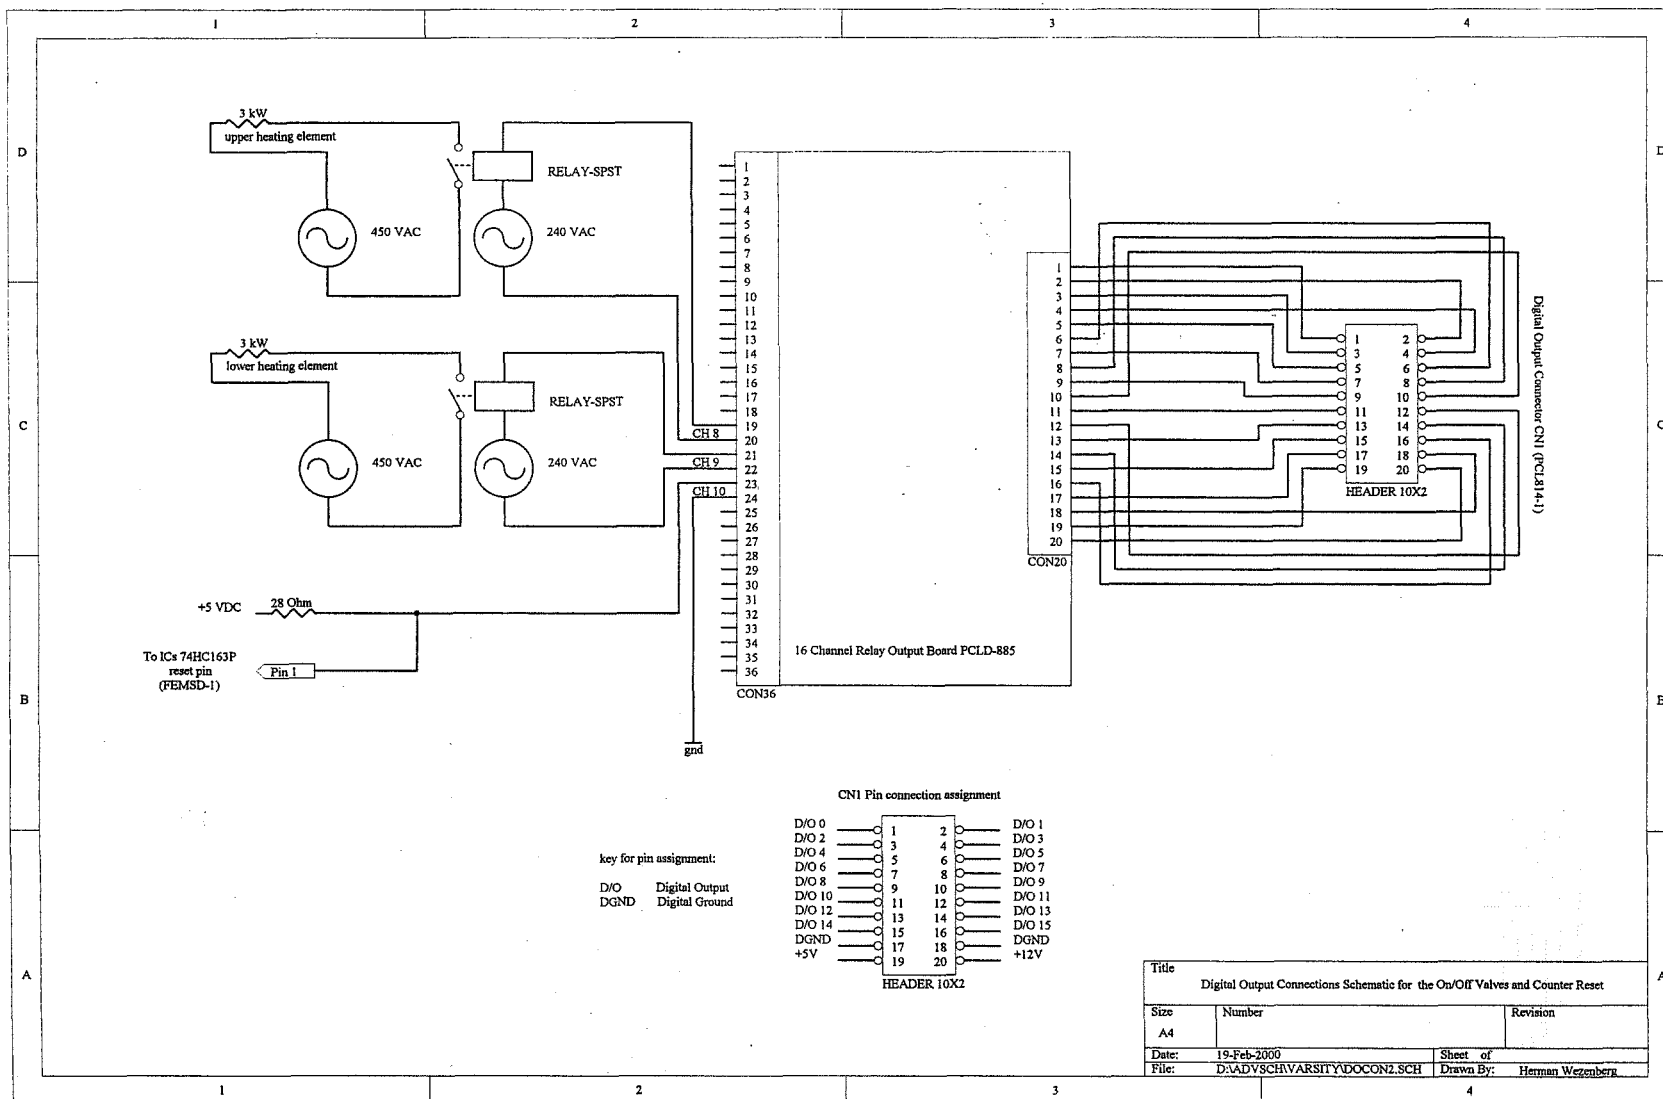 1 2 3 4
D
C
B
A
3 kW
upper heating element
RELAY-SPST
450 VAC
240 VAC
3 kW
lower heating element
RELAY-SPST
450 VAC
240 VAC
+5 VDC
28 Ohm
To ICs 74HC163P
reset pin
(FEMSD-1)
Pin 1
gnd
CH 8
CH 9
CH 10
1
2
3
4
5
6
7
8
9
10
11
12
13
14
15
16
17
18
19
20
21
22
23
24
25
26
27
28
29
30
31
32
33
34
35
36
CON36
16 Channel Relay Output Board PCLD-885
1
2
3
4
5
6
7
8
9
10
11
12
13
14
15
16
17
18
19
20
CON20
1 2
3 4
5 6
7 8
9 10
11 12
13 14
15 16
17 18
19 20
HEADER 10X2
Digital Output Connector CN1 (PCL814-1)
CN1 Pin connection assignment
D/O 0 1 2 D/O 1
D/O 2 3 4 D/O 3
D/O 4 5 6 D/O 5
D/O 6 7 8 D/O 7
D/O 8 9 10 D/O 9
D/O 10 11 12 D/O 11
D/O 12 13 14 D/O 13
D/O 14 15 16 D/O 15
DGND 17 18 DGND
+5V 19 20 +12V
HEADER 10X2
key for pin assignment:
D/O Digital Output
DGND Digital Ground
Title
Digital Output Connections Schematic for the On/Off Valves and Counter Reset
Size Number Revision
A4
Date: 19-Feb-2000 Sheet of
File: D:\ADVSCH\VARSITY\DOCON2.SCH Drawn By: Herman Wezenberg
1 2 3 4